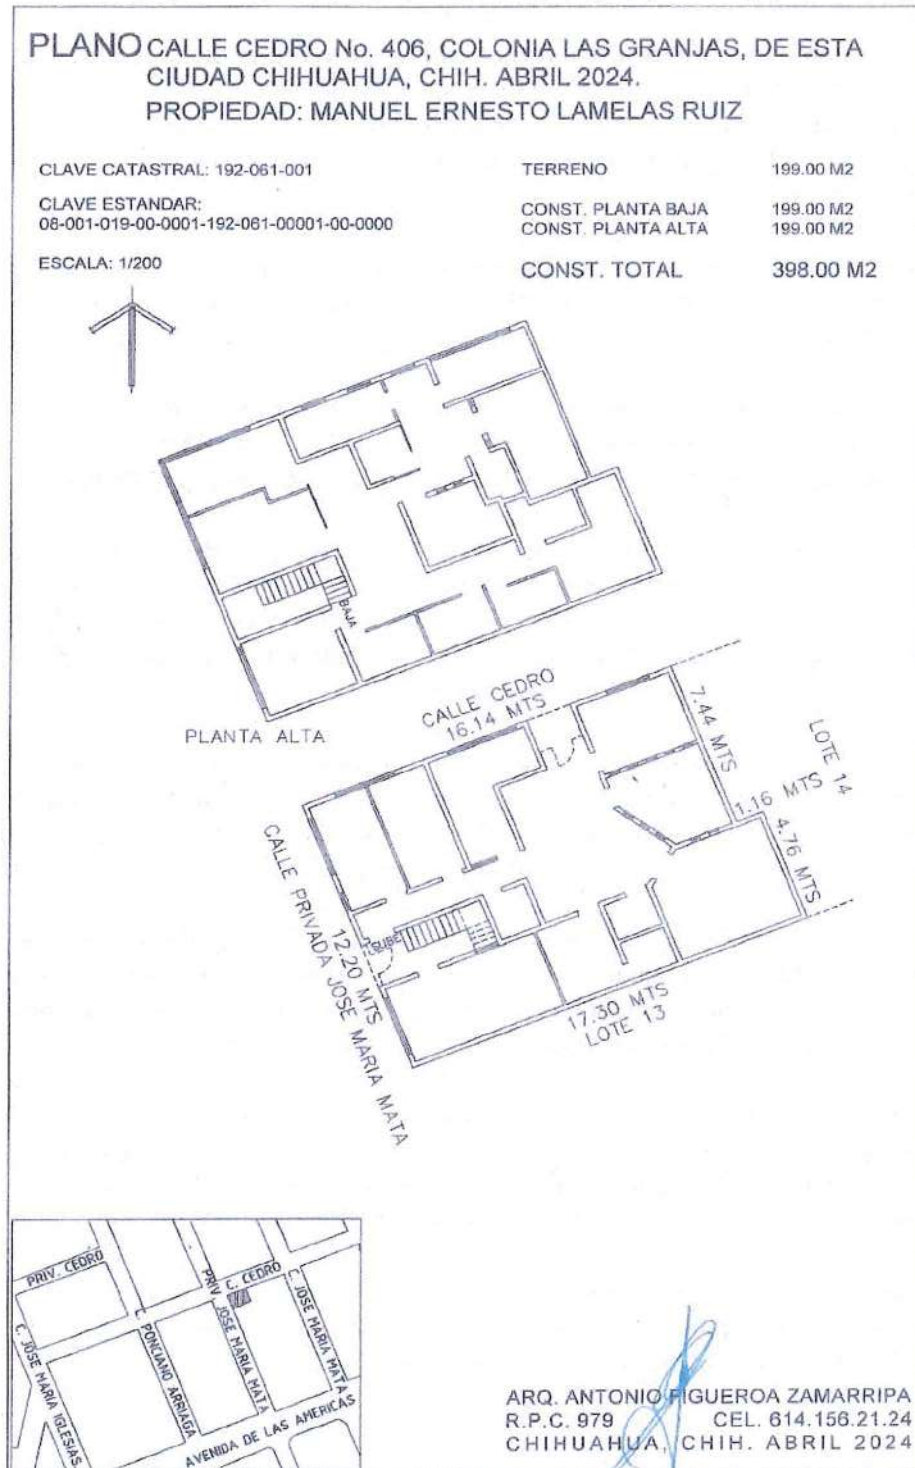 PLANO CALLE CEDRO No. 406, COLONIA LAS GRANJAS, DE ESTA
CIUDAD CHIHUAHUA, CHIH. ABRIL 2024.
PROPIEDAD: MANUEL ERNESTO LAMELAS RUIZ
CLAVE CATASTRAL: 192-061-001
CLAVE ESTANDAR:
08-001-019-00-0001-192-061-00001-00-0000
ESCALA: 1/200
TERRENO 199.00 M2
CONST. PLANTA BAJA 199.00 M2
CONST. PLANTA ALTA 199.00 M2
CONST. TOTAL 398.00 M2
BAJA
PLANTA ALTA
CALLE CEDRO
16.14 MTS
7.44 MTS
LOTE 14
1.16 MTS
4.76 MTS
SUBE
12.20 MTS
CALLE PRIVADA JOSE MARIA MATA
17.30 MTS
LOTE 13
PRIV. CEDRO
C. CEDRO
PRIV. JOSE MARIA MATA
C. JOSE MARIA MATA
C. PONCIANO ARRIAGA
C. JOSE MARIA IGLESIAS
AVENIDA DE LAS AMERICAS
ARQ. ANTONIO FIGUEROA ZAMARRIPA
R.P.C. 979 CEL. 614.156.21.24
CHIHUAHUA, CHIH. ABRIL 2024